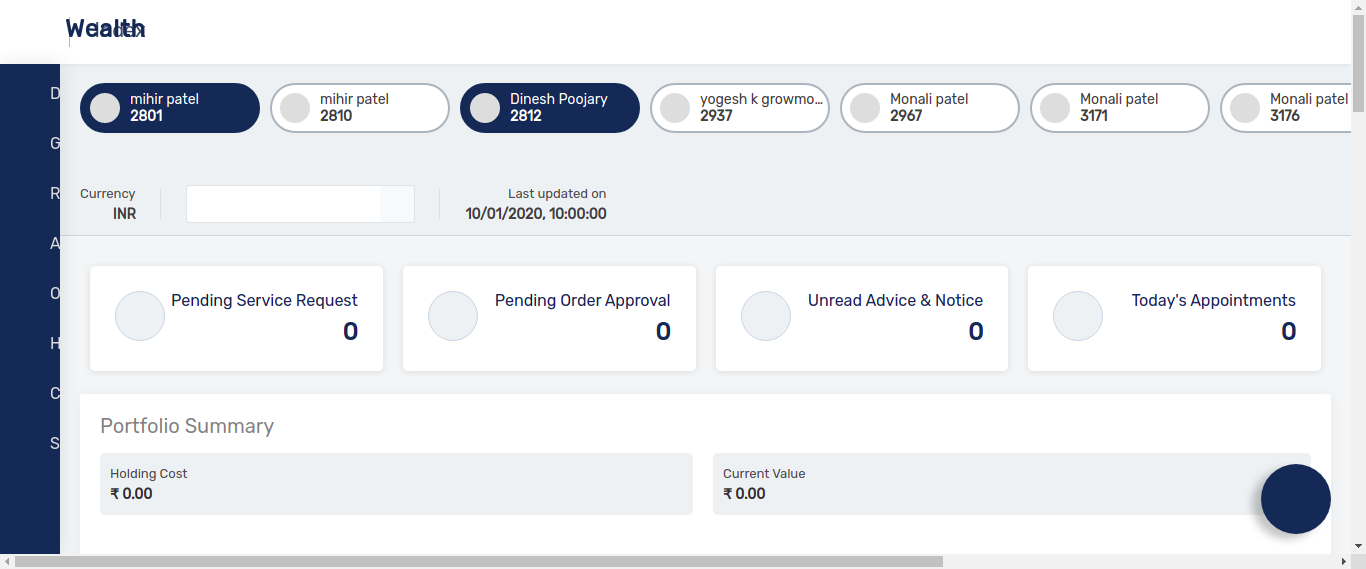 Wealth
Index
mihir patel
2801
mihir patel
2810
Dinesh Poojary
2812
yogesh k growmo...
2937
Monali patel
2967
Monali patel
3171
Monali patel
3176
Currency
INR
Last updated on
10/01/2020, 10:00:00
D
G
R
A
O
H
C
S
Pending Service Request
0
Pending Order Approval
0
Unread Advice & Notice
0
Today's Appointments
0
Portfolio Summary
Holding Cost
₹ 0.00
Current Value
₹ 0.00